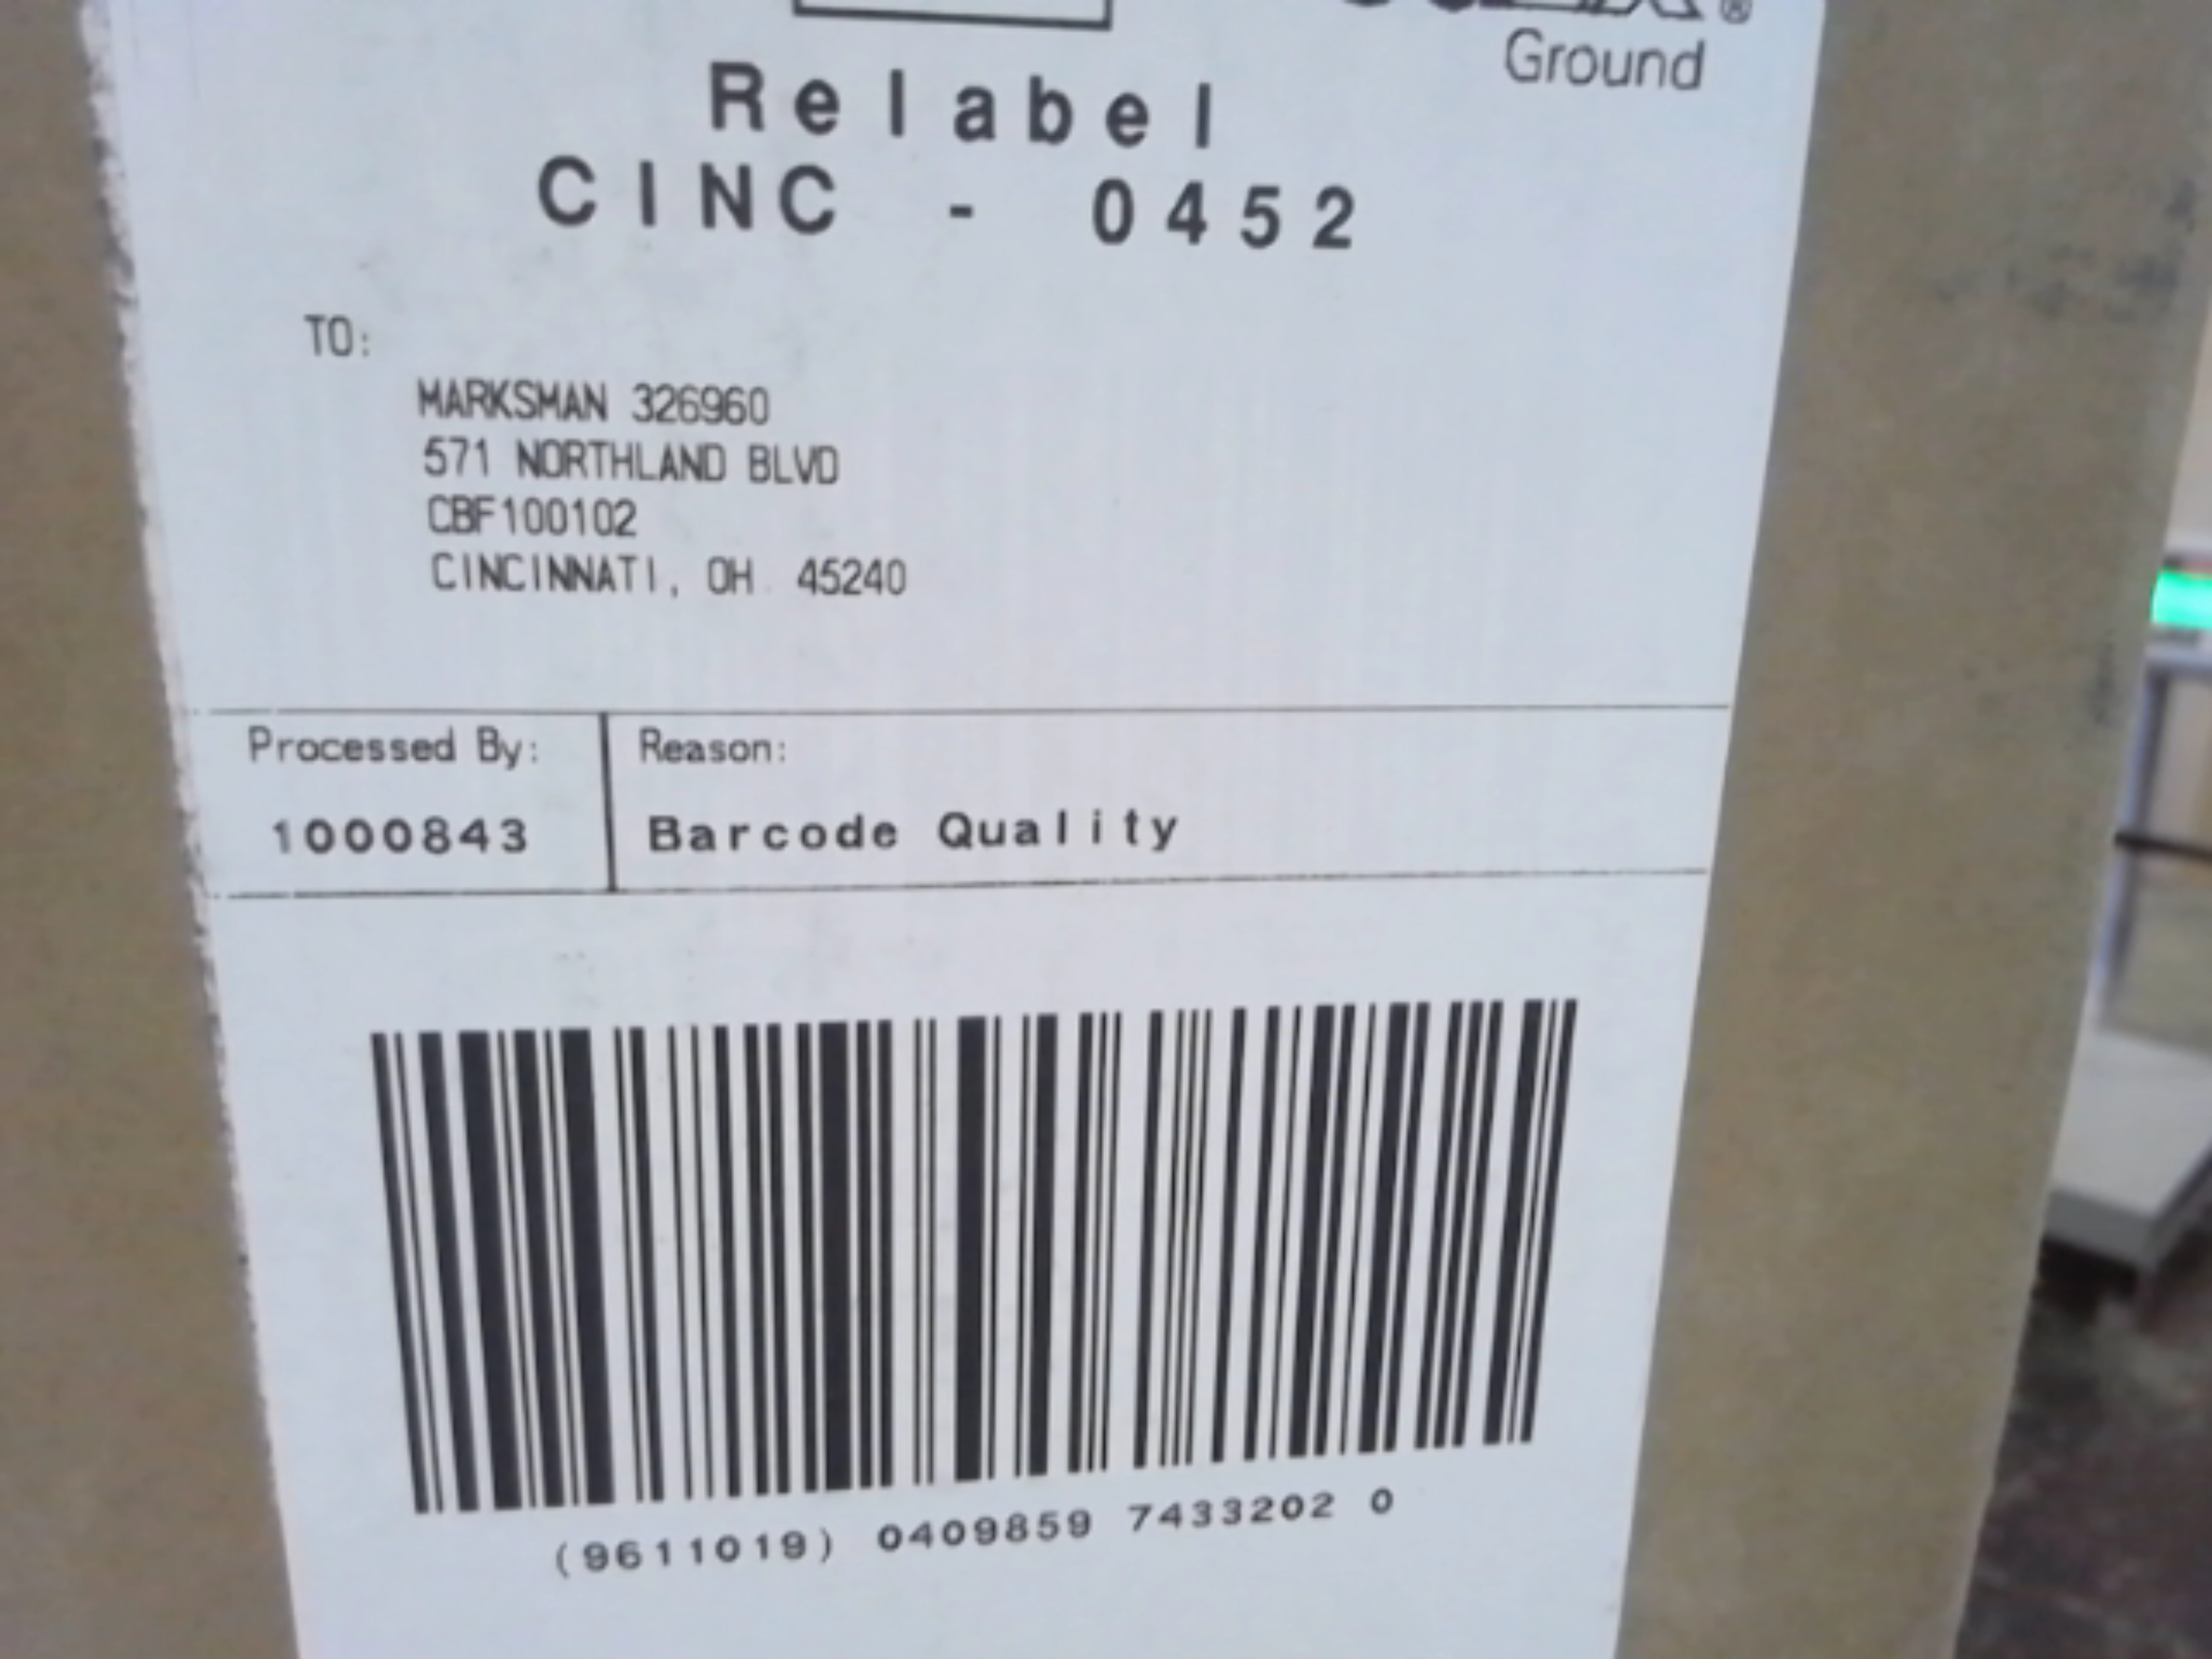 Ground
Relabel
CINC - 0452
TO:
MARKSMAN 326960
571 NORTHLAND BLVD
CBF100102
CINCINNATI, OH 45240
Processed By:
1000843
Reason:
Barcode Quality
(9611019) 0409859 7433202 0